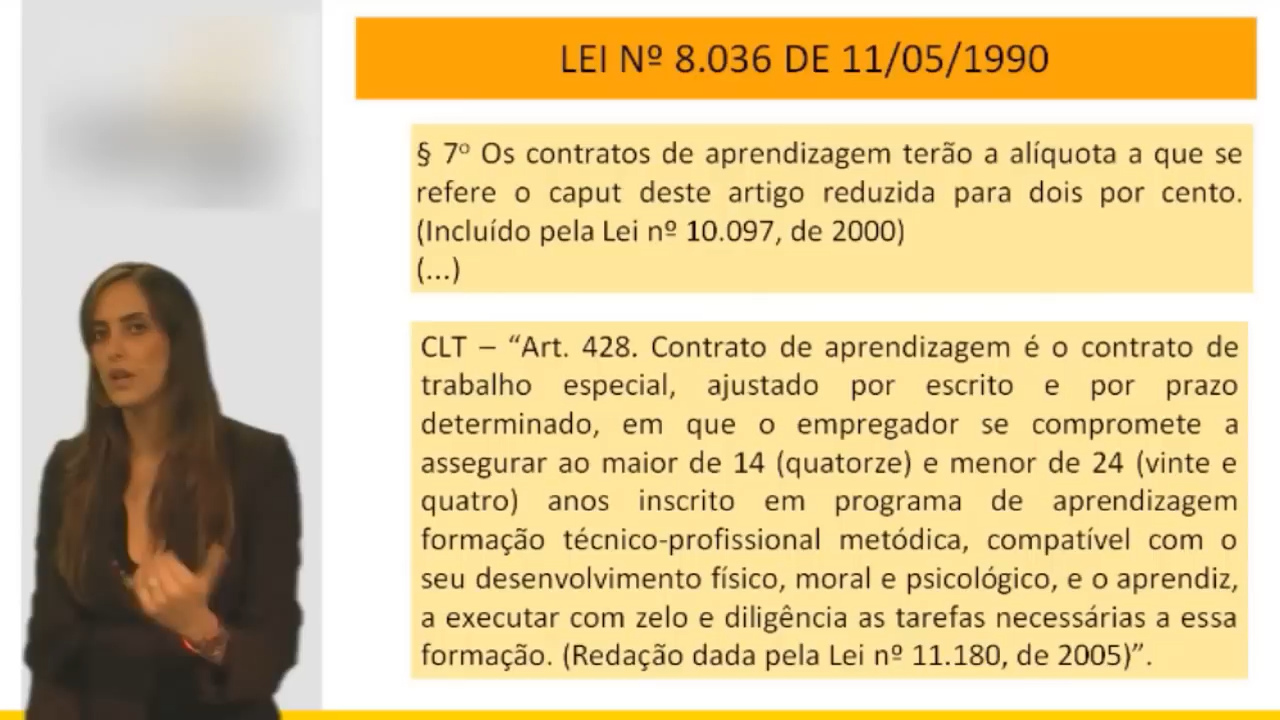 LEI Nº 8.036 DE 11/05/1990
§ 7º Os contratos de aprendizagem terão a alíquota a que se
refere o caput deste artigo reduzida para dois por cento.
(Incluído pela Lei nº 10.097, de 2000)
(...)
CLT – “Art. 428. Contrato de aprendizagem é o contrato de
trabalho especial, ajustado por escrito e por prazo
determinado, em que o empregador se compromete a
assegurar ao maior de 14 (quatorze) e menor de 24 (vinte e
quatro) anos inscrito em programa de aprendizagem
formação técnico-profissional metódica, compatível com o
seu desenvolvimento físico, moral e psicológico, e o aprendiz,
a executar com zelo e diligência as tarefas necessárias a essa
formação. (Redação dada pela Lei nº 11.180, de 2005)”.